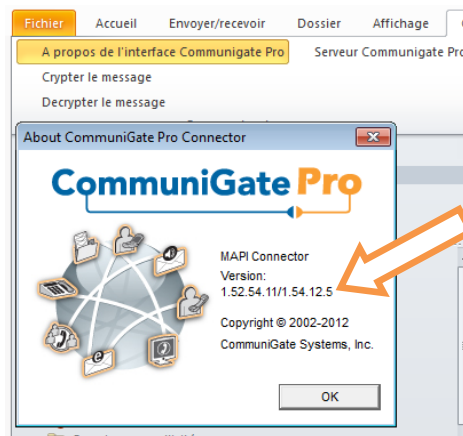 Fichier Accueil Envoyer/recevoir Dossier Affichage
A propos de l'interface Communigate Pro Serveur Communigate Pro
Crypter le message
Decrypter le message
About CommuniGate Pro Connector
CommuniGate Pro
MAPI Connector
Version:
1.52.54.11/1.54.12.5
Copyright © 2002-2012
CommuniGate Systems, Inc.
OK